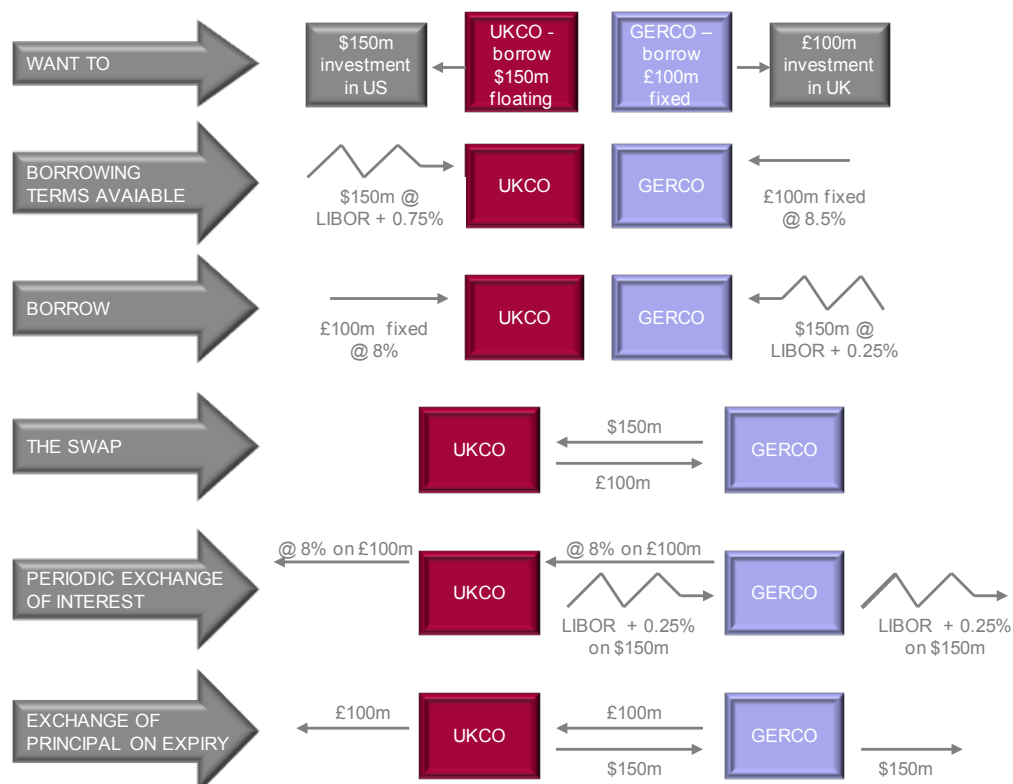 WANT TO
$150m
investment
in US
UKCO -
borrow
$150m
floating
GERCO –
borrow
£100m
fixed
£100m
investment
in UK
BORROWING
TERMS AVAIABLE
$150m @
LIBOR + 0.75%
UKCO
GERCO
£100m fixed
@ 8.5%
BORROW
£100m fixed
@ 8%
UKCO
GERCO
$150m @
LIBOR + 0.25%
THE SWAP
UKCO
$150m
£100m
GERCO
PERIODIC EXCHANGE
OF INTEREST
@ 8% on £100m
UKCO
@ 8% on £100m
LIBOR + 0.25%
on $150m
GERCO
LIBOR + 0.25%
on $150m
EXCHANGE OF
PRINCIPAL ON EXPIRY
£100m
UKCO
£100m
$150m
GERCO
$150m